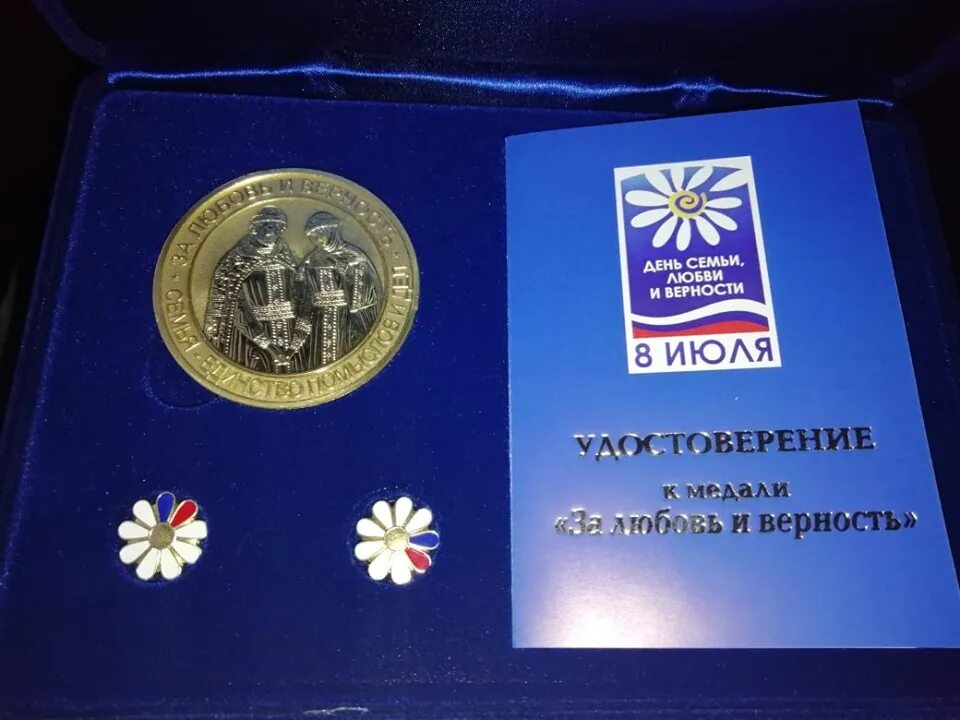 · ЗА ЛЮБОВЬ И ВЕРНОСТЬ ·
СЕМЬЯ · ЕДИНСТВО ПОМЫСЛОВ И ДЕЛ
ДЕНЬ СЕМЬИ,
ЛЮБВИ
И ВЕРНОСТИ
8 ИЮЛЯ
УДОСТОВЕРЕНИЕ
к медали
«За любовь и верность»